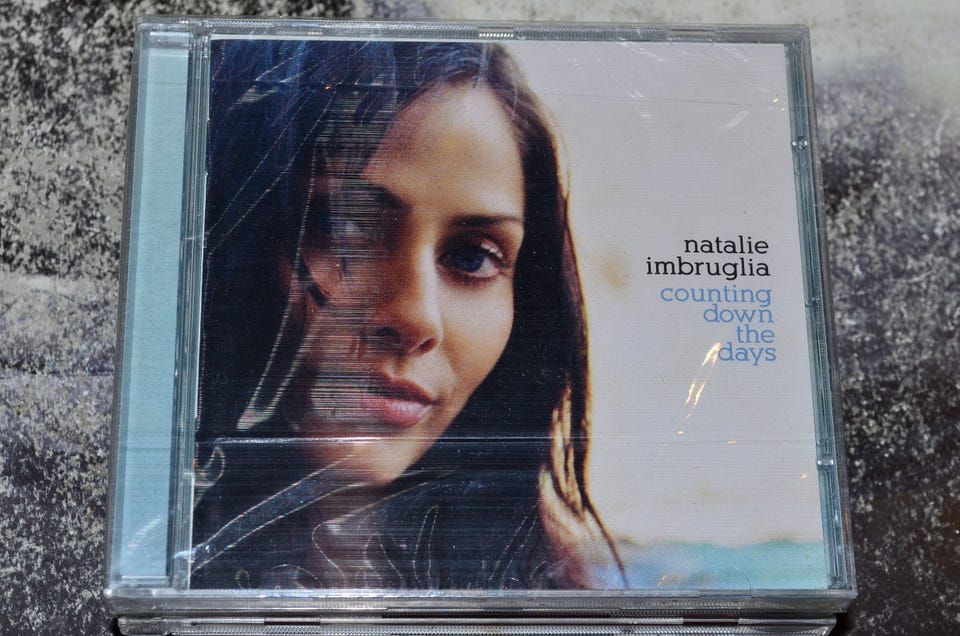 natalie
imbruglia
counting
down
the
days